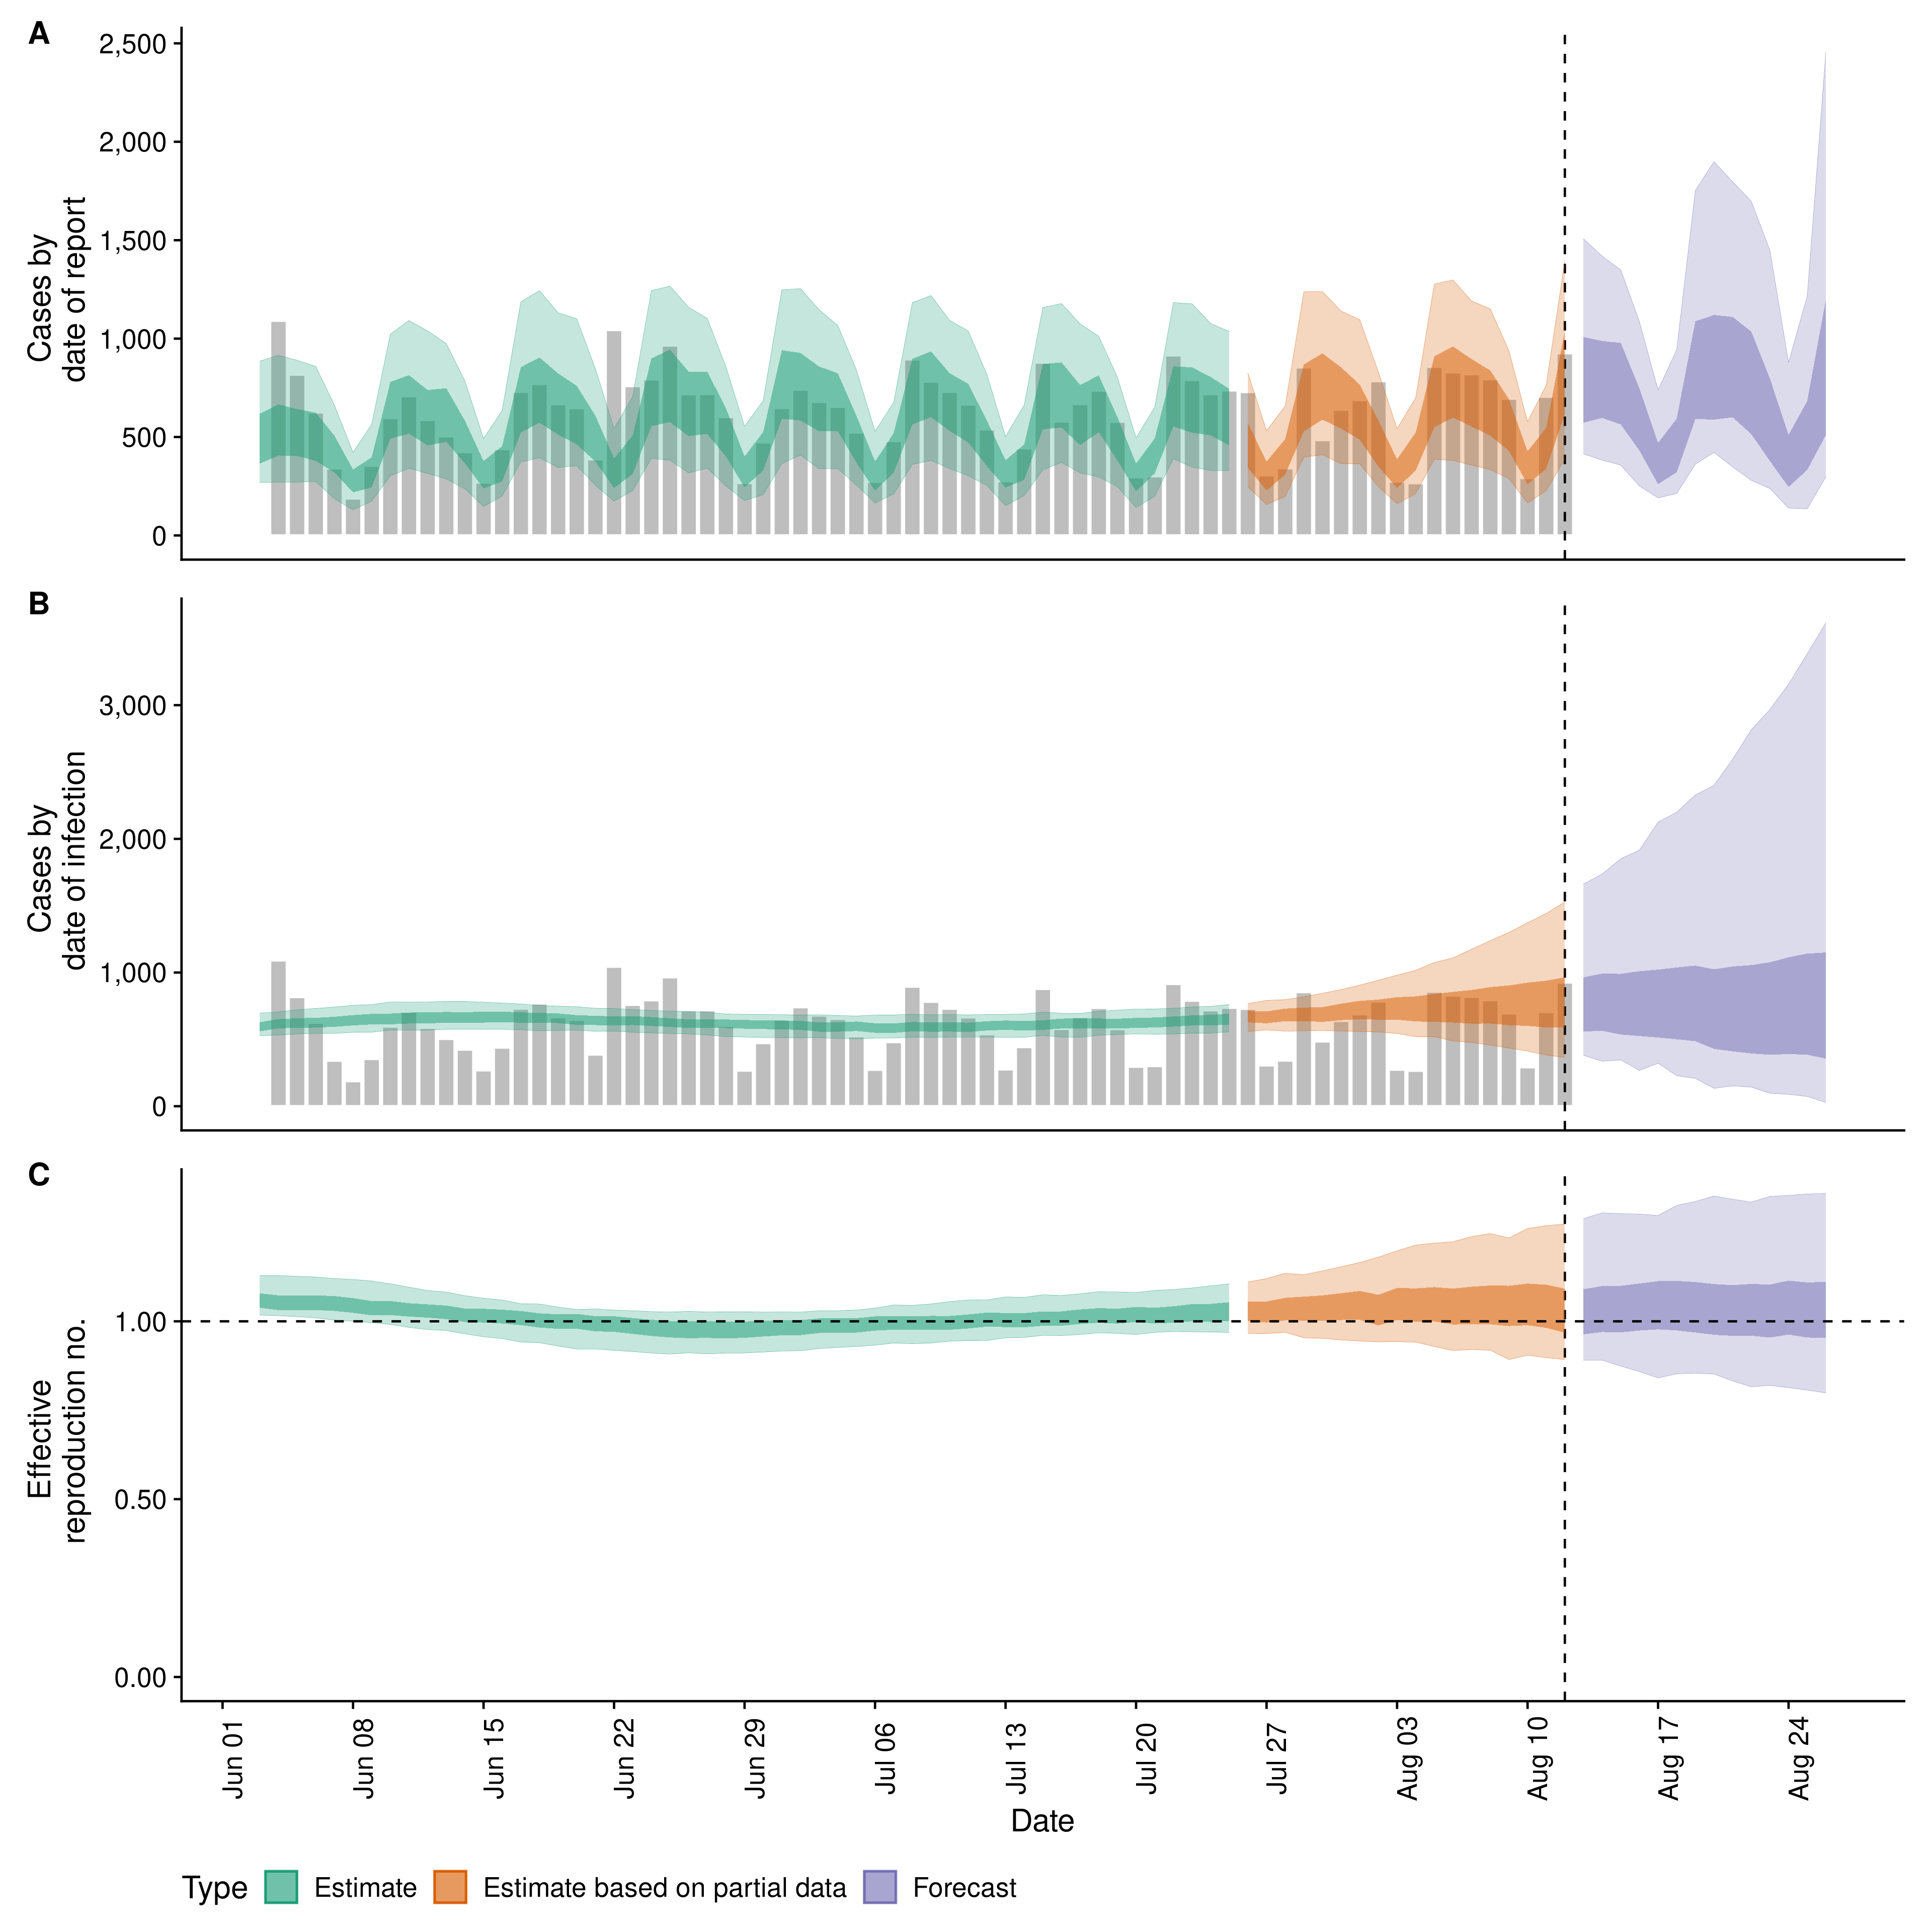 A
2,500
2,000
1,500
1,000
500
0
Cases by
date of report
B
3,000
2,000
1,000
0
Cases by
date of infection
C
1.00
0.50
0.00
Effective
reproduction no.
Jun 01
Jun 08
Jun 15
Jun 22
Jun 29
Jul 06
Jul 13
Jul 20
Jul 27
Aug 03
Aug 10
Aug 17
Aug 24
Date
Type
Estimate
Estimate based on partial data
Forecast